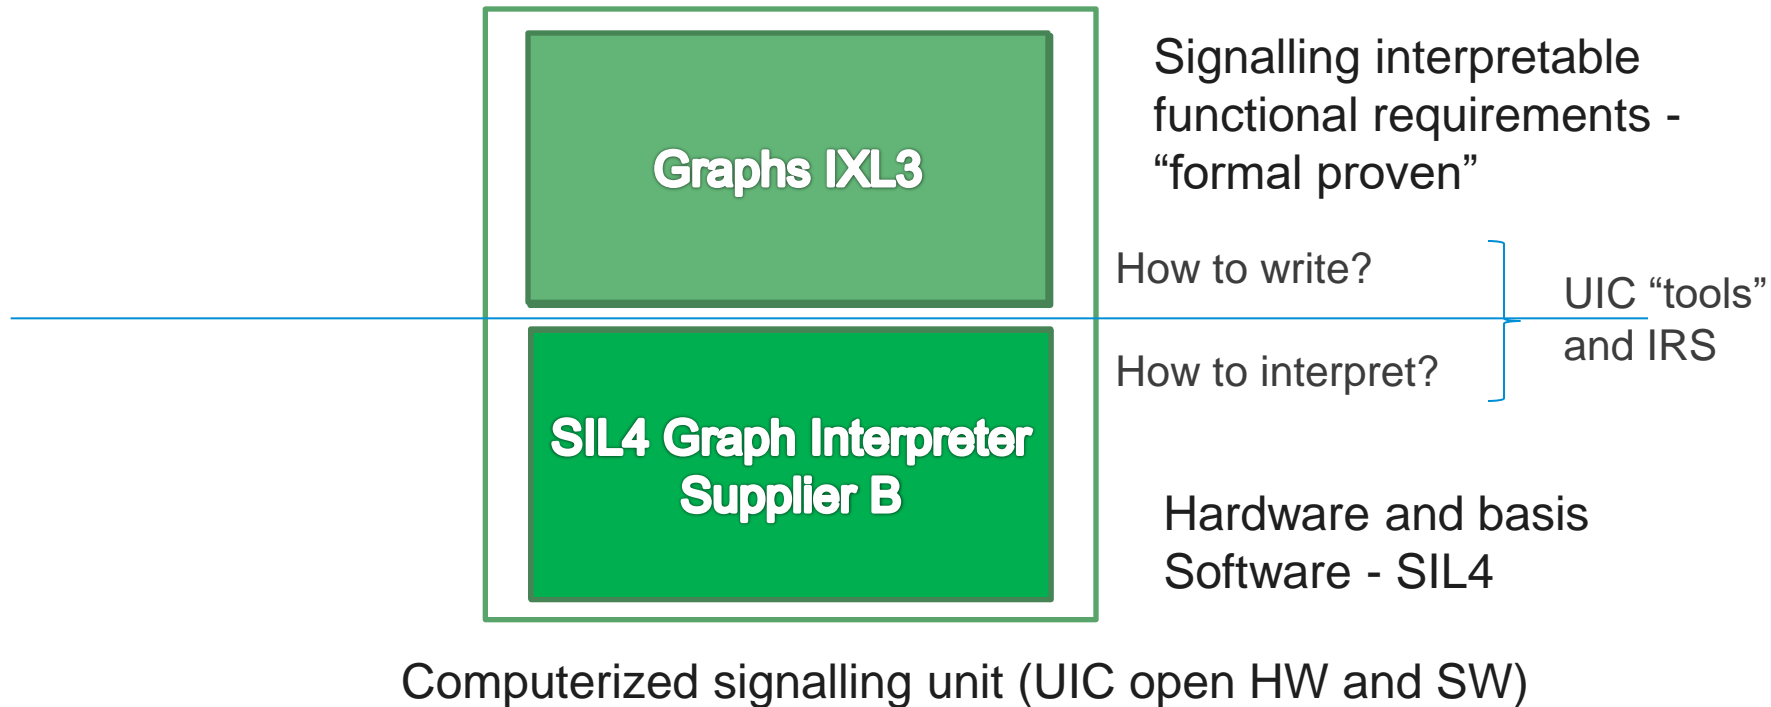 Signalling interpretable
functional requirements -
“formal proven”
Graphs IXL3
How to write?
UIC “tools”
and IRS
How to interpret?
SIL4 Graph Interpreter
Supplier B
Hardware and basis
Software - SIL4
Computerized signalling unit (UIC open HW and SW)